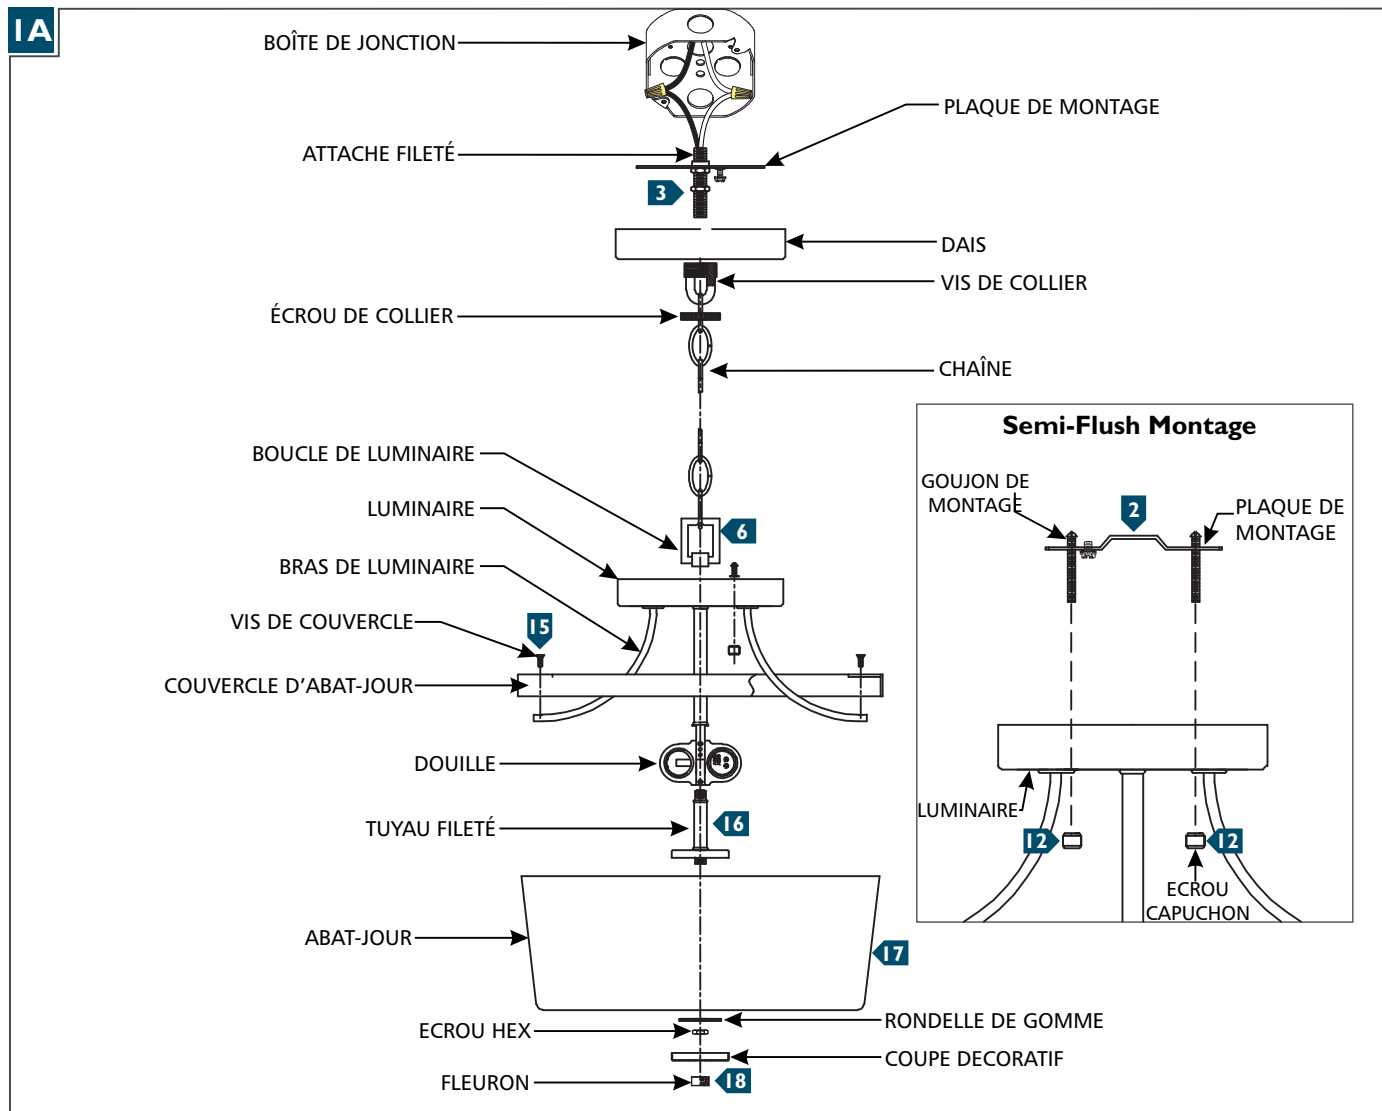 1A
BOÎTE DE JONCTION
PLAQUE DE MONTAGE
ATTACHE FILETÉ
3
DAIS
VIS DE COLLIER
ÉCROU DE COLLIER
CHAÎNE
BOUCLE DE LUMINAIRE
LUMINAIRE
6
BRAS DE LUMINAIRE
VIS DE COUVERCLE
15
COUVERCLE D'ABAT-JOUR
DOUILLE
TUYAU FILETÉ
16
ABAT-JOUR
17
RONDELLE DE GOMME
ECROU HEX
COUPE DECORATIF
FLEURON
18
Semi-Flush Montage
GOUJON DE
MONTAGE
2
PLAQUE DE
MONTAGE
LUMINAIRE
12
12
ECROU
CAPUCHON